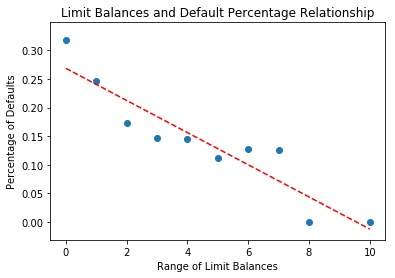 Limit Balances and Default Percentage Relationship
0.30
0.25
0.20
0.15
0.10
0.05
0.00
Percentage of Defaults
0 2 4 6 8 10
Range of Limit Balances